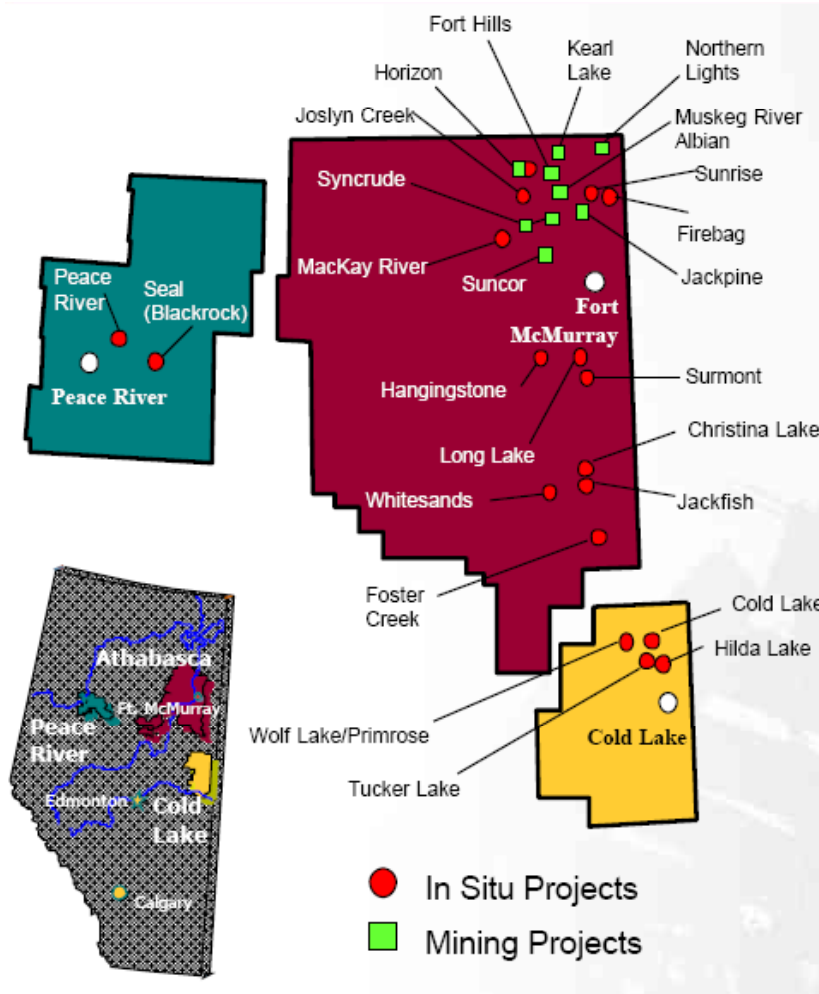 Fort Hills
Kearl
Lake
Northern
Lights
Horizon
Joslyn Creek
Muskeg River
Albian
Syncrude
Sunrise
Firebag
MacKay River
Suncor
Jackpine
Fort
McMurray
Peace
River
Seal
(Blackrock)
Peace River
Hangingstone
Surmont
Long Lake
Christina Lake
Whitesands
Jackfish
Foster
Creek
Cold Lake
Hilda Lake
Wolf Lake/Primrose
Cold Lake
Tucker Lake
Athabasca
Ft. McMurray
Peace
River
Edmonton
Cold
Lake
Calgary
In Situ Projects
Mining Projects